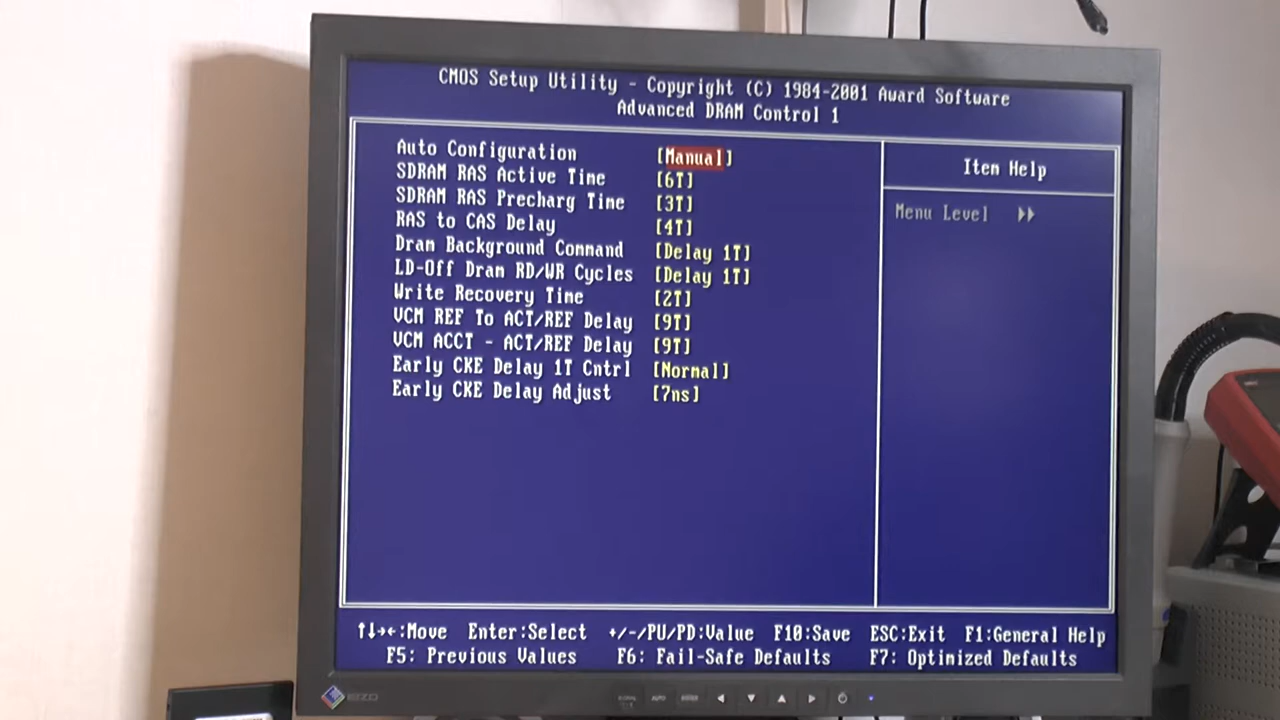 CMOS Setup Utility - Copyright (C) 1984-2001 Award Software
Advanced DRAM Control 1
Auto Configuration [Manual]
SDRAM RAS Active Time [6T]
SDRAM RAS Precharg Time [3T]
RAS to CAS Delay [4T]
Dram Background Command [Delay 1T]
LD-Off Dram RD/WR Cycles [Delay 1T]
Write Recovery Time [2T]
VCM REF To ACT/REF Delay [9T]
VCM ACCT - ACT/REF Delay [9T]
Early CKE Delay 1T Cntrl [Normal]
Early CKE Delay Adjust [7ns]
Item Help
Menu Level
↑↓→←:Move Enter:Select +/-/PU/PD:Value F10:Save ESC:Exit F1:General Help
F5: Previous Values F6: Fail-Safe Defaults F7: Optimized Defaults
EIZO
AUTO